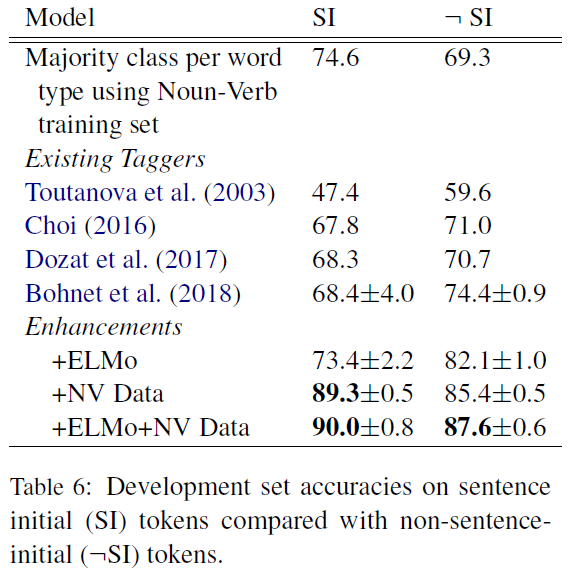 Model SI ¬ SI
Majority class per word 74.6 69.3
type using Noun-Verb
training set
Existing Taggers
Toutanova et al. (2003) 47.4 59.6
Choi (2016) 67.8 71.0
Dozat et al. (2017) 68.3 70.7
Bohnet et al. (2018) 68.4±4.0 74.4±0.9
Enhancements
+ELMo 73.4±2.2 82.1±1.0
+NV Data 89.3±0.5 85.4±0.5
+ELMo+NV Data 90.0±0.8 87.6±0.6
Table 6: Development set accuracies on sentence
initial (SI) tokens compared with non-sentence-
initial (¬SI) tokens.